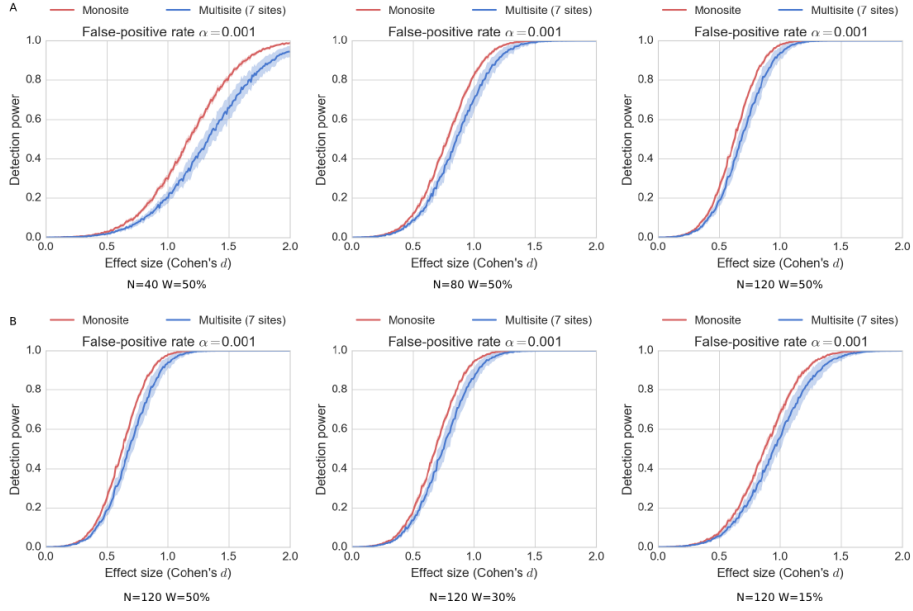 A
Monosite Multisite (7 sites) Monosite Multisite (7 sites) Monosite Multisite (7 sites)
False-positive rate α=0.001 False-positive rate α=0.001 False-positive rate α=0.001
1.0 1.0 1.0
0.8 0.8 0.8
0.6 0.6 0.6
0.4 0.4 0.4
0.2 0.2 0.2
0.0 0.0 0.0
Detection power Detection power Detection power
0.0 0.5 1.0 1.5 2.0 0.0 0.5 1.0 1.5 2.0 0.0 0.5 1.0 1.5 2.0
Effect size (Cohen's d) Effect size (Cohen's d) Effect size (Cohen's d)
N=40 W=50% N=80 W=50% N=120 W=50%
B
Monosite Multisite (7 sites) Monosite Multisite (7 sites) Monosite Multisite (7 sites)
False-positive rate α=0.001 False-positive rate α=0.001 False-positive rate α=0.001
1.0 1.0 1.0
0.8 0.8 0.8
0.6 0.6 0.6
0.4 0.4 0.4
0.2 0.2 0.2
0.0 0.0 0.0
Detection power Detection power Detection power
0.0 0.5 1.0 1.5 2.0 0.0 0.5 1.0 1.5 2.0 0.0 0.5 1.0 1.5 2.0
Effect size (Cohen's d) Effect size (Cohen's d) Effect size (Cohen's d)
N=120 W=50% N=120 W=30% N=120 W=15%